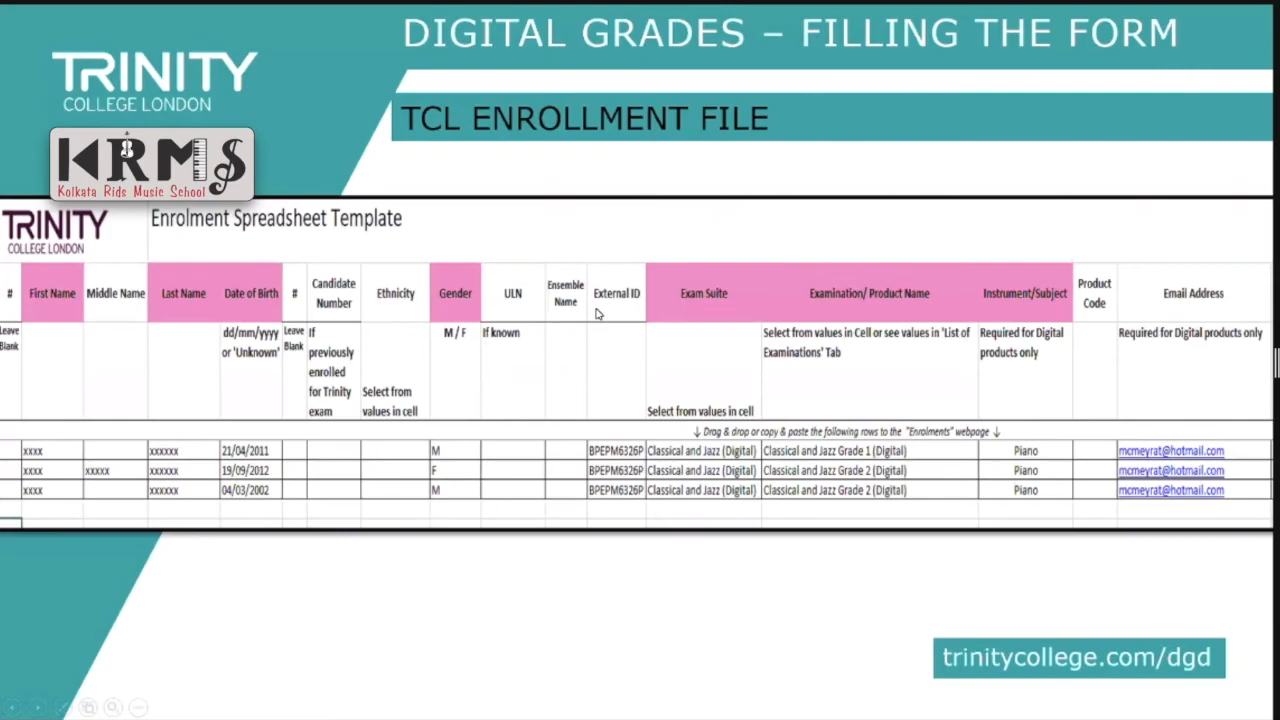 DIGITAL GRADES – FILLING THE FORM
TRINITY
COLLEGE LONDON
TCL ENROLLMENT FILE
KRMS
Kolkata Rids Music School
TRINITY
COLLEGE LONDON
Enrolment Spreadsheet Template
# First Name Middle Name Last Name Date of Birth # Candidate Number Ethnicity Gender ULN Ensemble Name External ID Exam Suite Examination/ Product Name Instrument/Subject Product Code Email Address
Leave Blank dd/mm/yyyy or 'Unknown' Leave Blank If previously enrolled for Trinity exam Select from values in cell M / F If known Select from values in cell Select from values in Cell or see values in 'List of Examinations' Tab Required for Digital products only Required for Digital products only
↓ Drag & drop or copy & paste the following rows to the "Enrolments" webpage ↓
xxxx xxxxxx 21/04/2011 M BPEPM6326P Classical and Jazz (Digital) Classical and Jazz Grade 1 (Digital) Piano mcmeyrat@hotmail.com
xxxx xxxxx xxxxxx 19/09/2012 F BPEPM6326P Classical and Jazz (Digital) Classical and Jazz Grade 2 (Digital) Piano mcmeyrat@hotmail.com
xxxx xxxxxx 04/03/2002 M BPEPM6326P Classical and Jazz (Digital) Classical and Jazz Grade 2 (Digital) Piano mcmeyrat@hotmail.com
trinitycollege.com/dgd